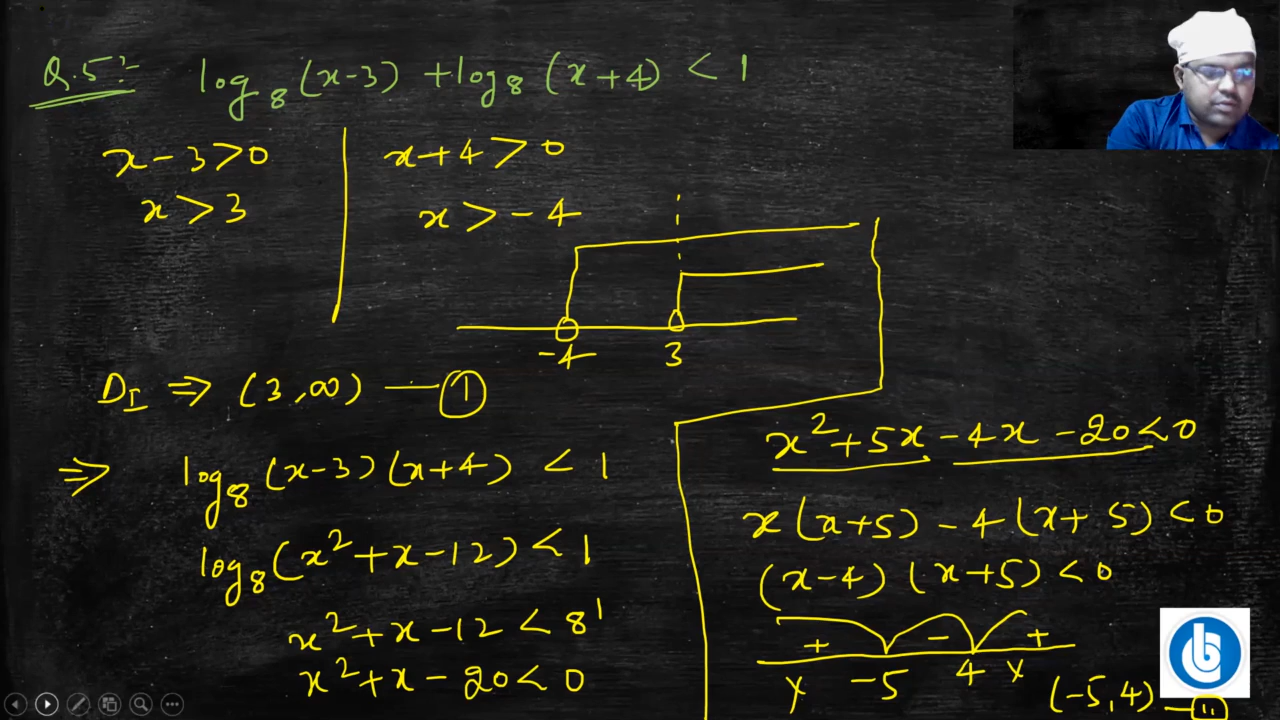 Q.5:- log₈(x-3) + log₈(x+4) < 1
x - 3 > 0
x > 3
x + 4 > 0
x > -4
-4 3
D_I ⇒ (3, ∞) — ①
⇒ log₈(x-3)(x+4) < 1
log₈(x² + x - 12) < 1
x² + x - 12 < 8¹
x² + x - 20 < 0
x² + 5x - 4x - 20 < 0
x(x+5) - 4(x+5) < 0
(x-4)(x+5) < 0
+ - +
-5 4
(-5, 4) — ⑪
b